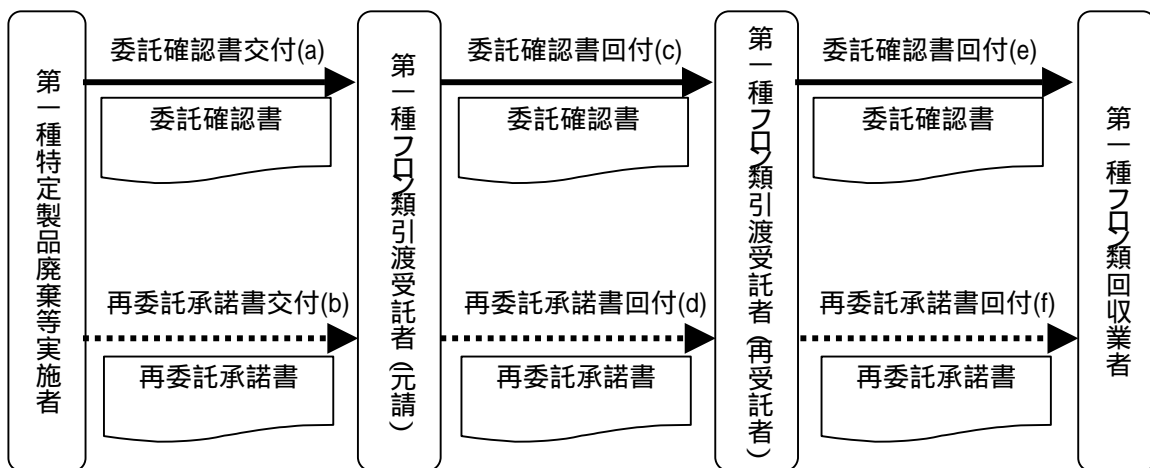 第一種特定製品廃棄等実施者
委託確認書交付(a)
委託確認書
再委託承諾書交付(b)
再委託承諾書
第一種フロン類引渡受託者(元請)
委託確認書回付(c)
委託確認書
再委託承諾書回付(d)
再委託承諾書
第一種フロン類引渡受託者(再受託者)
委託確認書回付(e)
委託確認書
再委託承諾書回付(f)
再委託承諾書
第一種フロン類回収業者